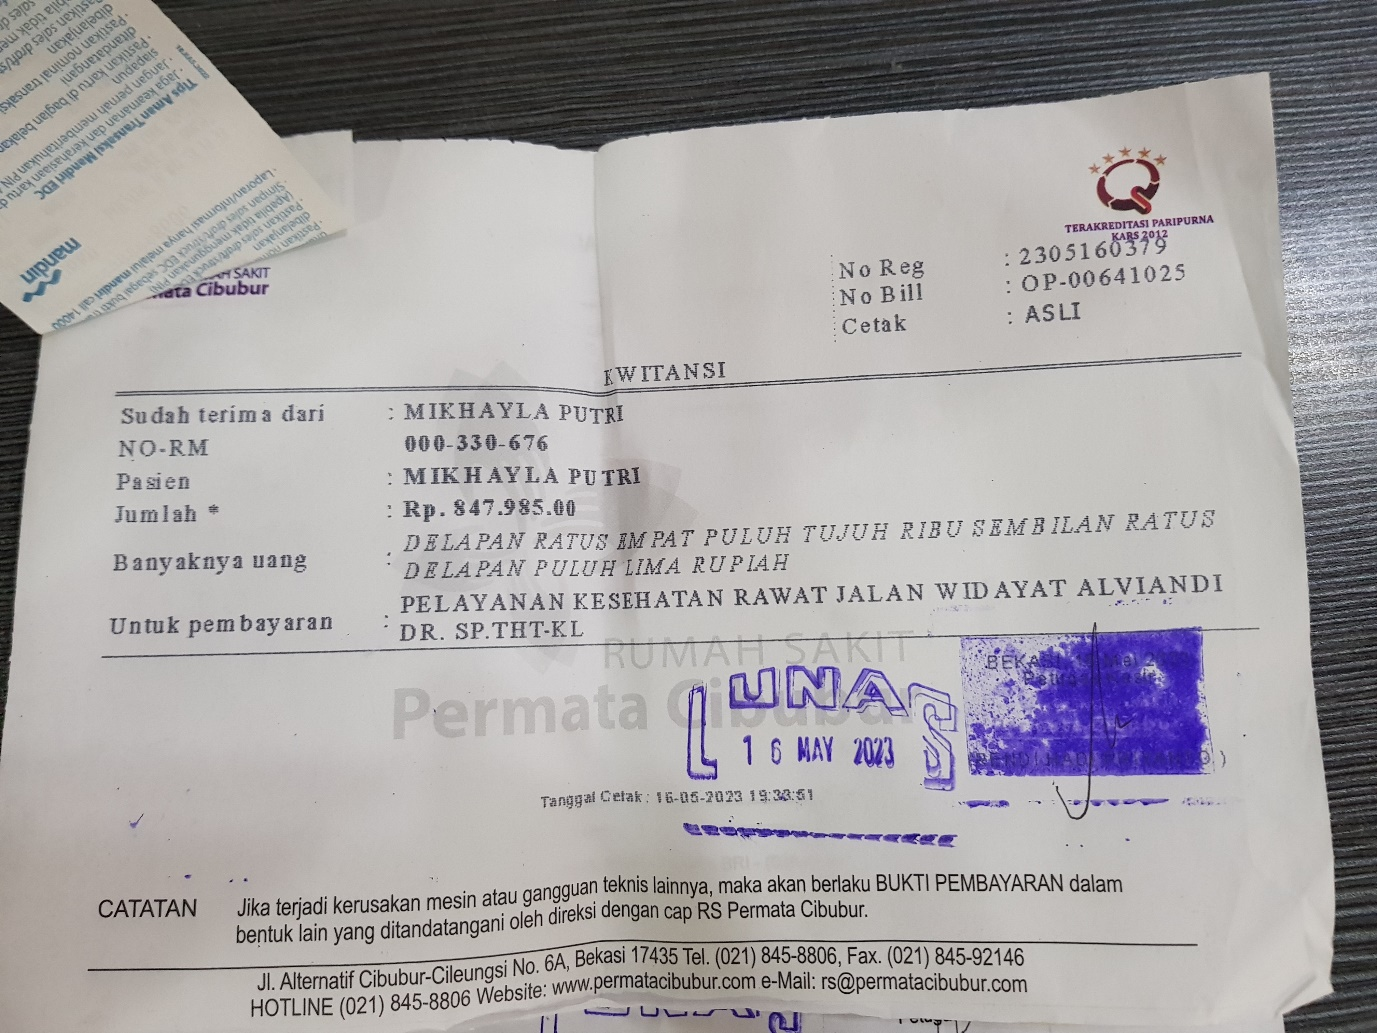 Tips Aman Transaksi Mandiri EDC
mandiri
SAKIT
Permata Cibubur
TERAKREDITASI PARIPURNA
KARS 2012
No Reg : 2305160379
No Bill : OP-00641025
Cetak : ASLI
KWITANSI
Sudah terima dari : MIKHAYLA PUTRI
NO-RM 000-330-676
Pasien : MIKHAYLA PUTRI
Jumlah * : Rp. 847.985.00
Banyaknya uang : DELAPAN RATUS EMPAT PULUH TUJUH RIBU SEMBILAN RATUS
DELAPAN PULUH LIMA RUPIAH
Untuk pembayaran : PELAYANAN KESEHATAN RAWAT JALAN WIDAYAT ALVIANDI
DR. SP.THT-KL
RUMAH SAKIT
Permata Cibubur
LUNAS
16 MAY 2023
Tanggal Cetak : 16-05-2023 19:33:51
CATATAN Jika terjadi kerusakan mesin atau gangguan teknis lainnya, maka akan berlaku BUKTI PEMBAYARAN dalam
bentuk lain yang ditandatangani oleh direksi dengan cap RS Permata Cibubur.
Jl. Alternatif Cibubur-Cileungsi No. 6A, Bekasi 17435 Tel. (021) 845-8806, Fax. (021) 845-92146
HOTLINE (021) 845-8806 Website: www.permatacibubur.com e-Mail: rs@permatacibubur.com